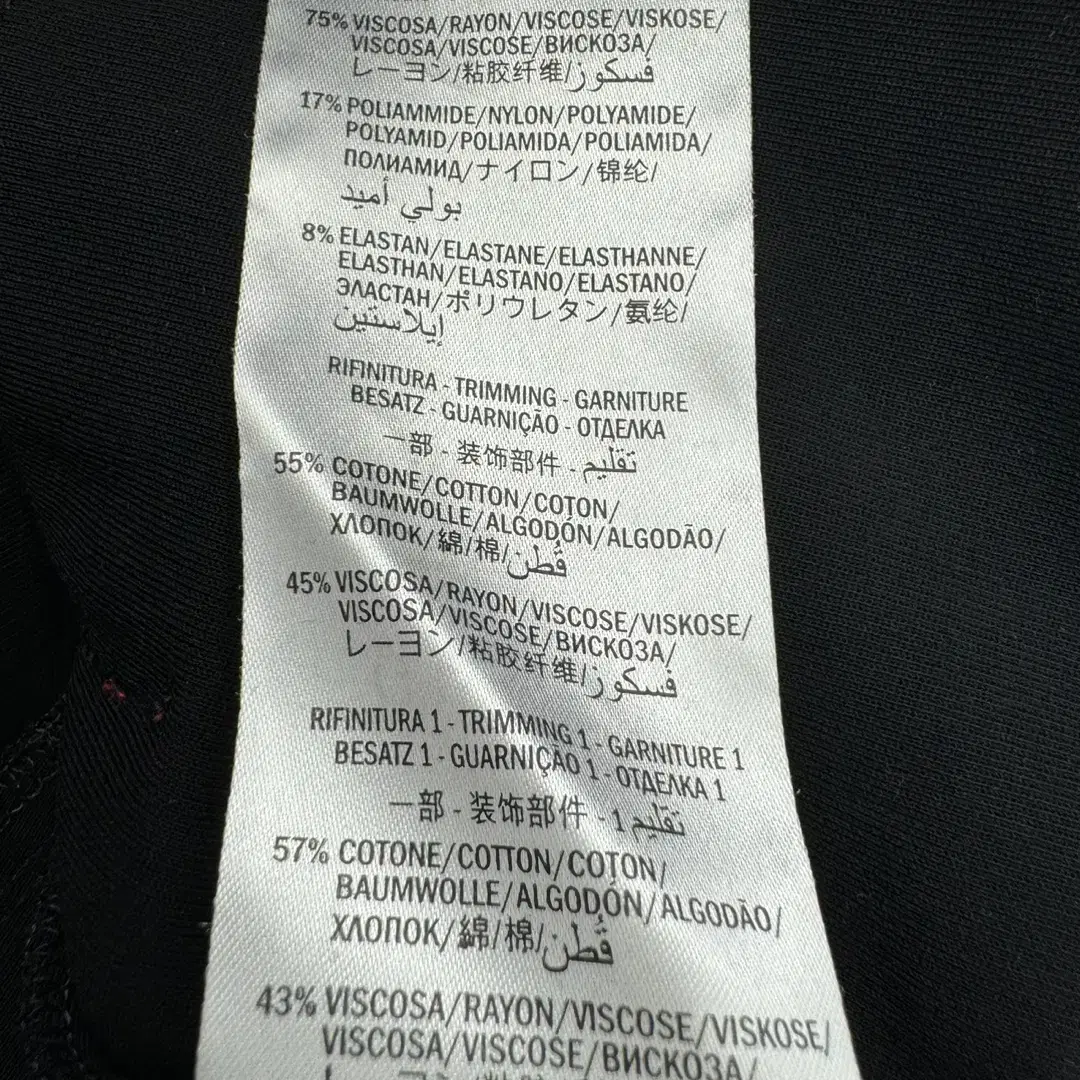 75% VISCOSA/RAYON/VISCOSE/VISKOSE/
VISCOSA/VISCOSE/ВИСКОЗА/
レーヨン/粘胶纤维/فسكوز
17% POLIAMMIDE/NYLON/POLYAMIDE/
POLYAMID/POLIAMIDA/POLIAMIDA/
ПОЛИАМИД/ナイロン/锦纶/
بولي أميد
8% ELASTAN/ELASTANE/ELASTHANNE/
ELASTHAN/ELASTANO/ELASTANO/
ЭЛАСТАН/ポリウレタン/氨纶/
إيلاستين
RIFINITURA - TRIMMING - GARNITURE
BESATZ - GUARNIÇÃO - ОТДЕЛКА
一部 - 装饰部件 - تقليم
55% COTONE/COTTON/COTON/
BAUMWOLLE/ALGODÓN/ALGODÃO/
ХЛОПОК/綿/棉/قُطن
45% VISCOSA/RAYON/VISCOSE/VISKOSE/
VISCOSA/VISCOSE/ВИСКОЗА/
レーヨン/粘胶纤维/فسكوز
RIFINITURA 1 - TRIMMING 1 - GARNITURE 1
BESATZ 1 - GUARNIÇÃO 1 - ОТДЕЛКА 1
一部 - 装饰部件 - 1 تقليم
57% COTONE/COTTON/COTON/
BAUMWOLLE/ALGODÓN/ALGODÃO/
ХЛОПОК/綿/棉/قُطن
43% VISCOSA/RAYON/VISCOSE/VISKOSE/
VISCOSA/VISCOSE/ВИСКОЗА/